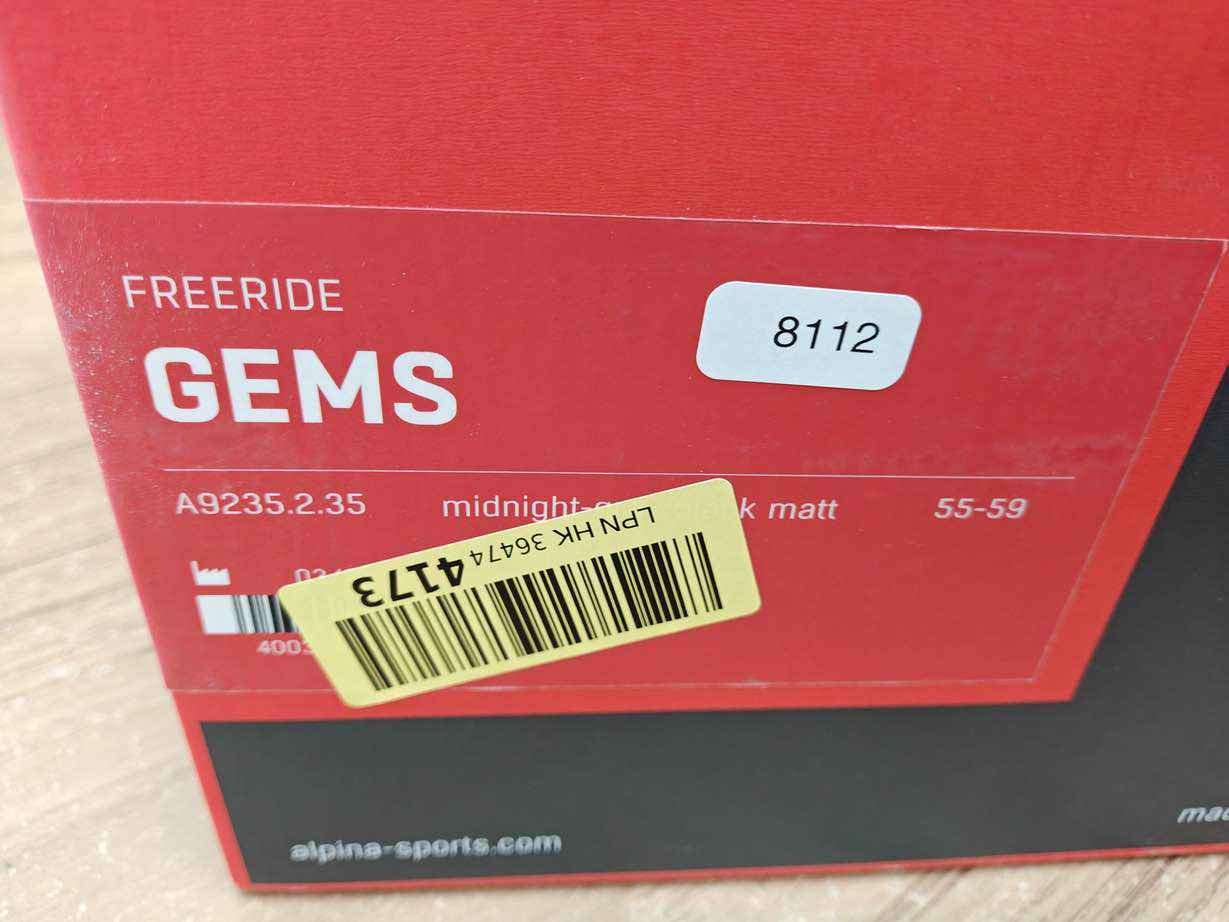 FREERIDE
GEMS
8112
A9235.2.35 midnight- matt 55-59
LPN HK 36474 4173
alpina-sports.com